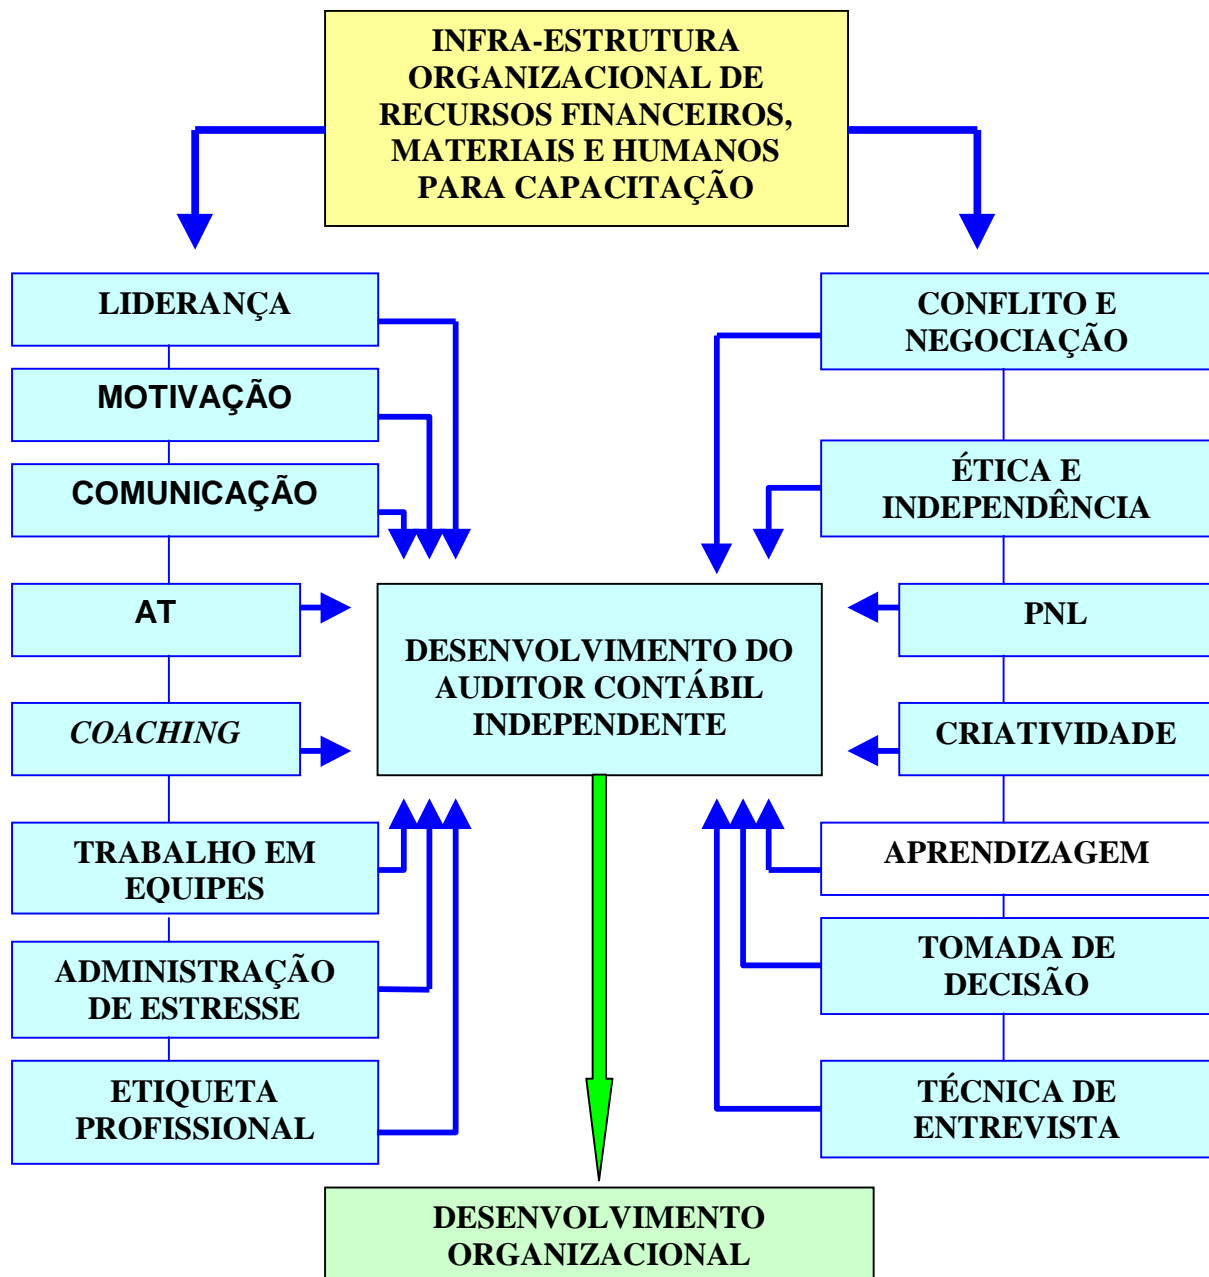 INFRA-ESTRUTURA
ORGANIZACIONAL DE
RECURSOS FINANCEIROS,
MATERIAIS E HUMANOS
PARA CAPACITAÇÃO
LIDERANÇA
MOTIVAÇÃO
COMUNICAÇÃO
AT
COACHING
TRABALHO EM
EQUIPES
ADMINISTRAÇÃO
DE ESTRESSE
ETIQUETA
PROFISSIONAL
DESENVOLVIMENTO DO
AUDITOR CONTÁBIL
INDEPENDENTE
CONFLITO E
NEGOCIAÇÃO
ÉTICA E
INDEPENDÊNCIA
PNL
CRIATIVIDADE
APRENDIZAGEM
TOMADA DE
DECISÃO
TÉCNICA DE
ENTREVISTA
DESENVOLVIMENTO
ORGANIZACIONAL